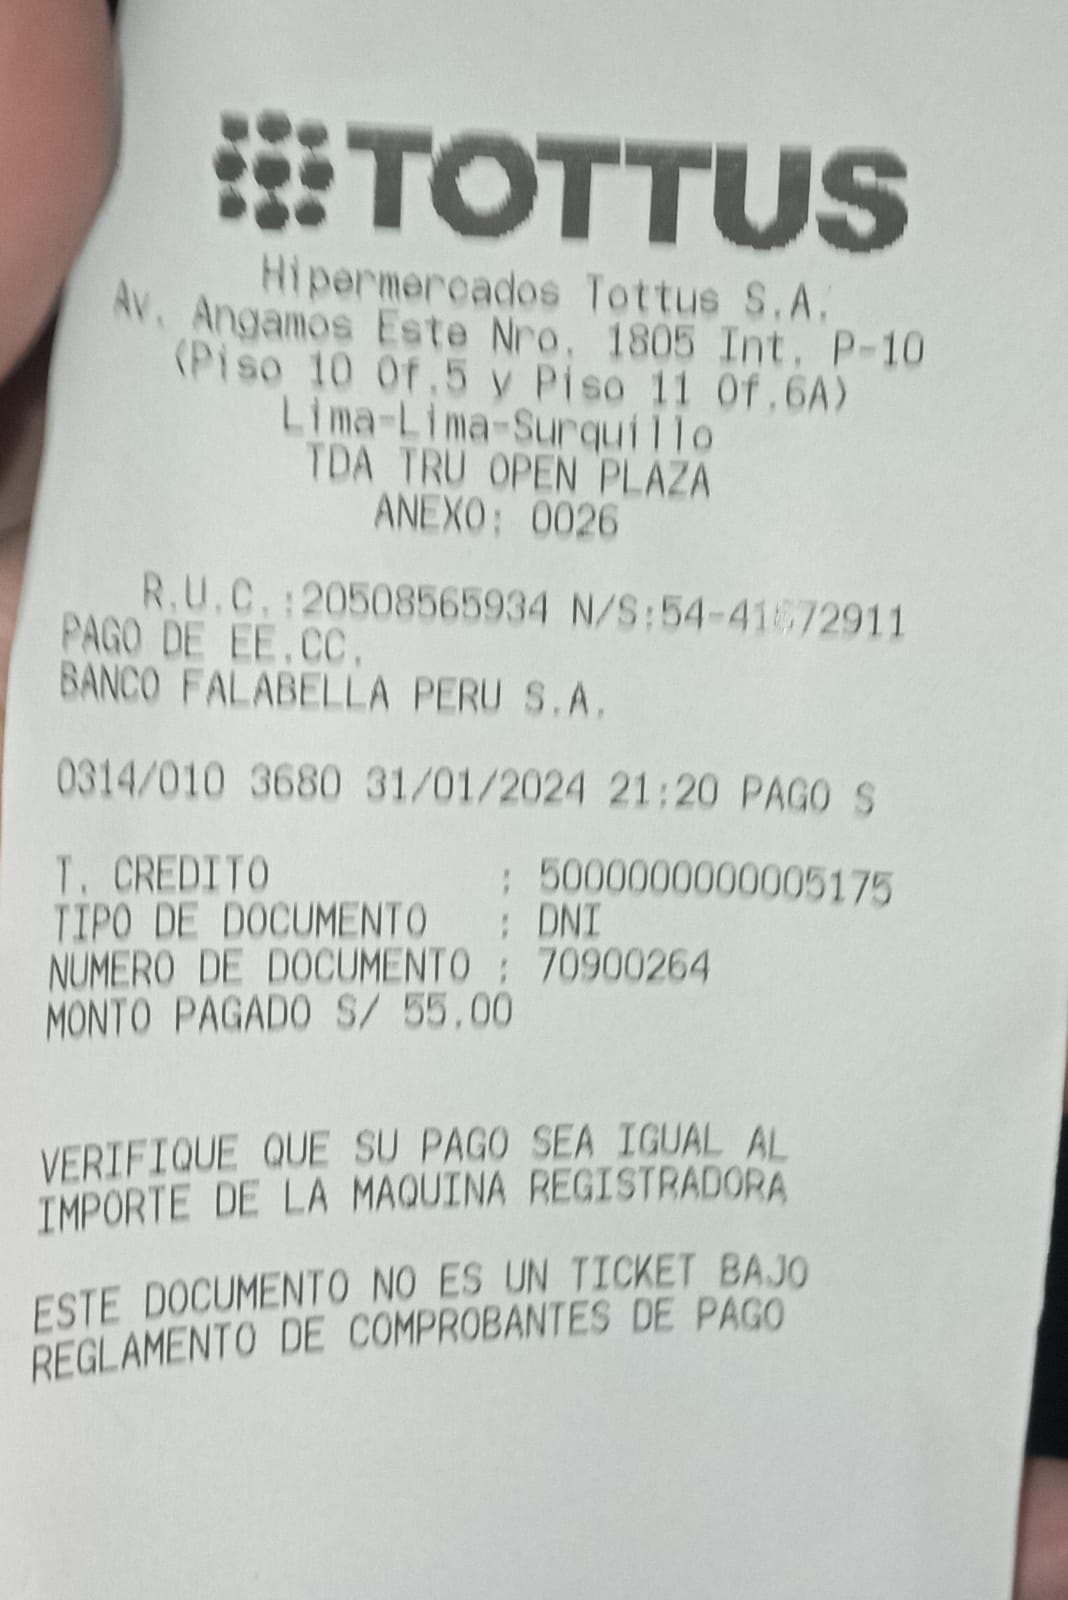 TOTTUS
Hipermercados Tottus S.A.
Av. Angamos Este Nro. 1805 Int. P-10
(Piso 10 Of.5 y Piso 11 Of.6A)
Lima-Lima-Surquillo
TDA TRU OPEN PLAZA
ANEXO: 0026
R.U.C.:20508565934 N/S:
PAGO DE EE.CC.
BANCO FALABELLA PERU S.A.
0314/010 3680 31/01/2024 21:20 PAGO S
T. CREDITO : 5000000000005175
TIPO DE DOCUMENTO : DNI
NUMERO DE DOCUMENTO : 70900264
MONTO PAGADO S/ 55.00
VERIFIQUE QUE SU PAGO SEA IGUAL AL
IMPORTE DE LA MAQUINA REGISTRADORA
ESTE DOCUMENTO NO ES UN TICKET BAJO
REGLAMENTO DE COMPROBANTES DE PAGO